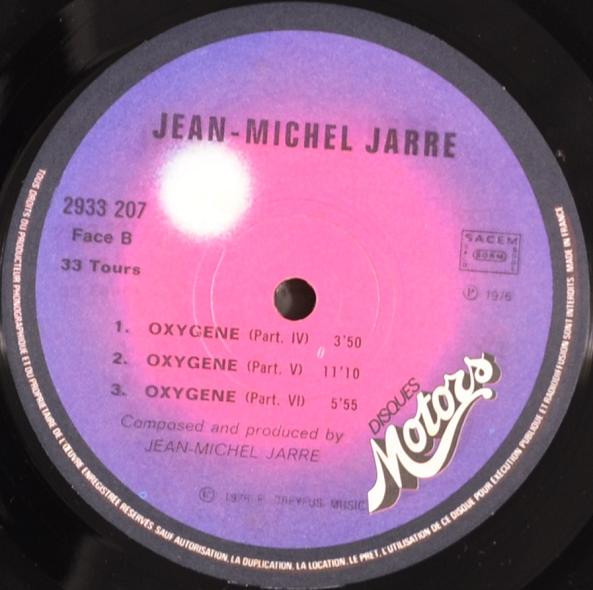 JEAN-MICHEL JARRE
2933 207
Face B
33 Tours
SACEM
SDRM
℗ 1976
1. OXYGENE (Part. IV) 3'50
2. OXYGENE (Part. V) 11'10
3. OXYGENE (Part. VI) 5'55
Composed and produced by
JEAN-MICHEL JARRE
DISQUES
Motors
℗ 1976 F. DREYFUS MUSIC
TOUS DROITS DU PRODUCTEUR PHONOGRAPHIQUE ET DU PROPRIETAIRE DE L'ŒUVRE ENREGISTREE RESERVES. SAUF AUTORISATION, LA DUPLICATION, LA LOCATION, LE PRET, L'UTILISATION DE CE DISQUE POUR EXECUTION PUBLIQUE ET RADIODIFFUSION SONT INTERDITS. MADE IN FRANCE